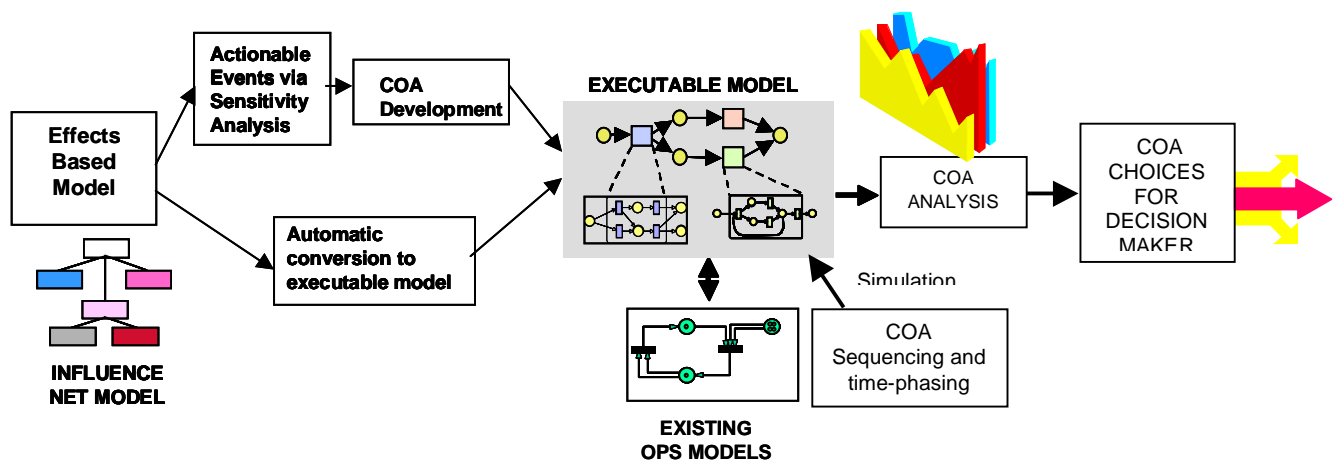 Actionable
Events via
Sensitivity
Analysis
COA
Development
EXECUTABLE MODEL
Effects
Based
Model
Automatic
conversion to
executable model
INFLUENCE
NET MODEL
COA
ANALYSIS
COA
CHOICES
FOR
DECISION
MAKER
Simulation
COA
Sequencing and
time-phasing
EXISTING
OPS MODELS